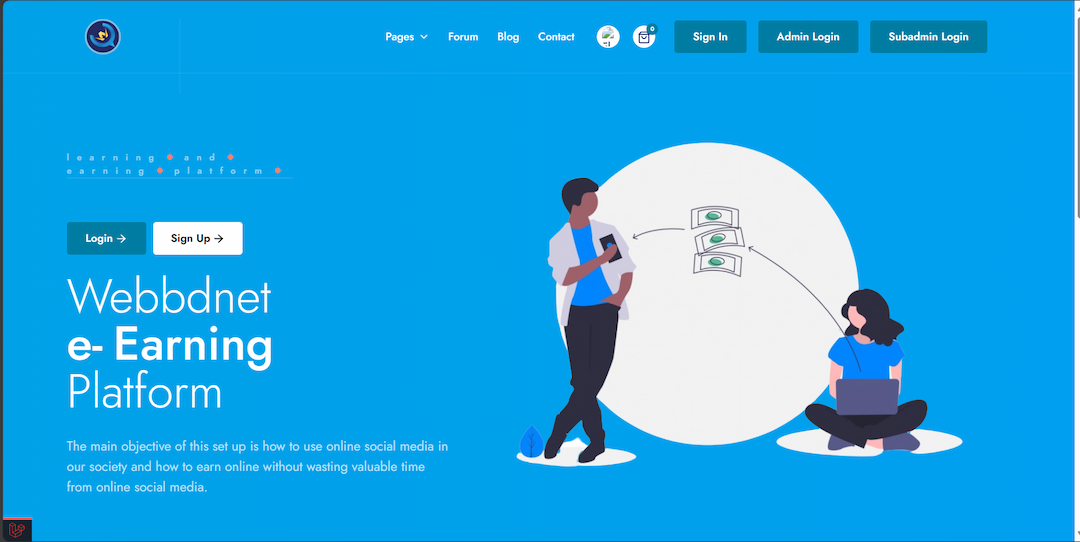 Pages
Forum
Blog
Contact
0
Sign In
Admin Login
Subadmin Login
learning and
earning platform
Login →
Sign Up →
Webbdnet
e- Earning
Platform
The main objective of this set up is how to use online social media in
our society and how to earn online without wasting valuable time
from online social media.